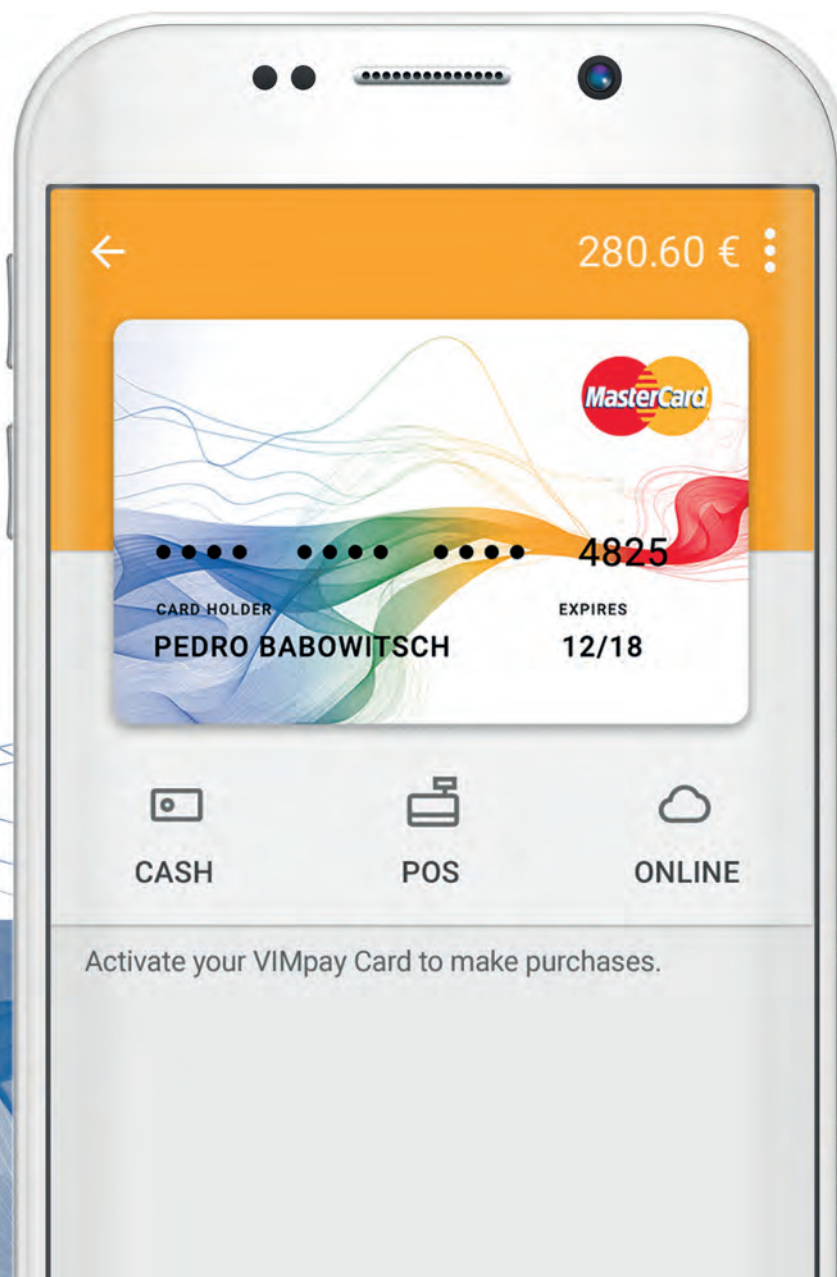 280.60 €
MasterCard
•••• •••• •••• 4825
CARD HOLDER EXPIRES
PEDRO BABOWITSCH 12/18
CASH POS ONLINE
Activate your VIMpay Card to make purchases.